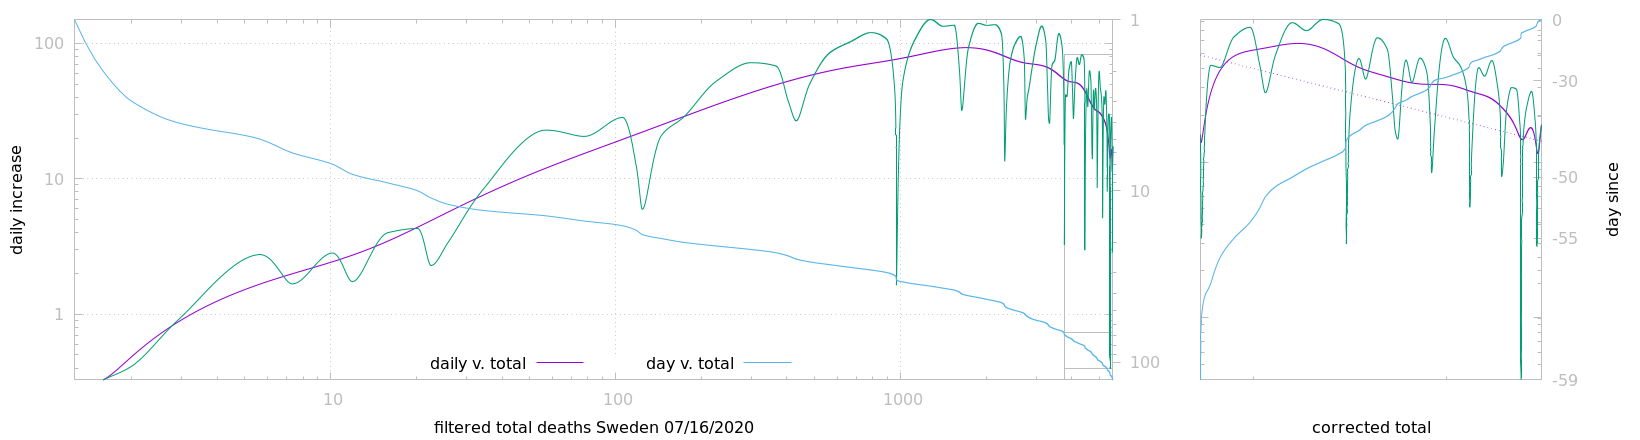 100
10
1
daily increase
10
100
1000
filtered total deaths Sweden 07/16/2020
daily v. total
day v. total
1
10
100
0
-30
-50
-55
-59
day since
corrected total